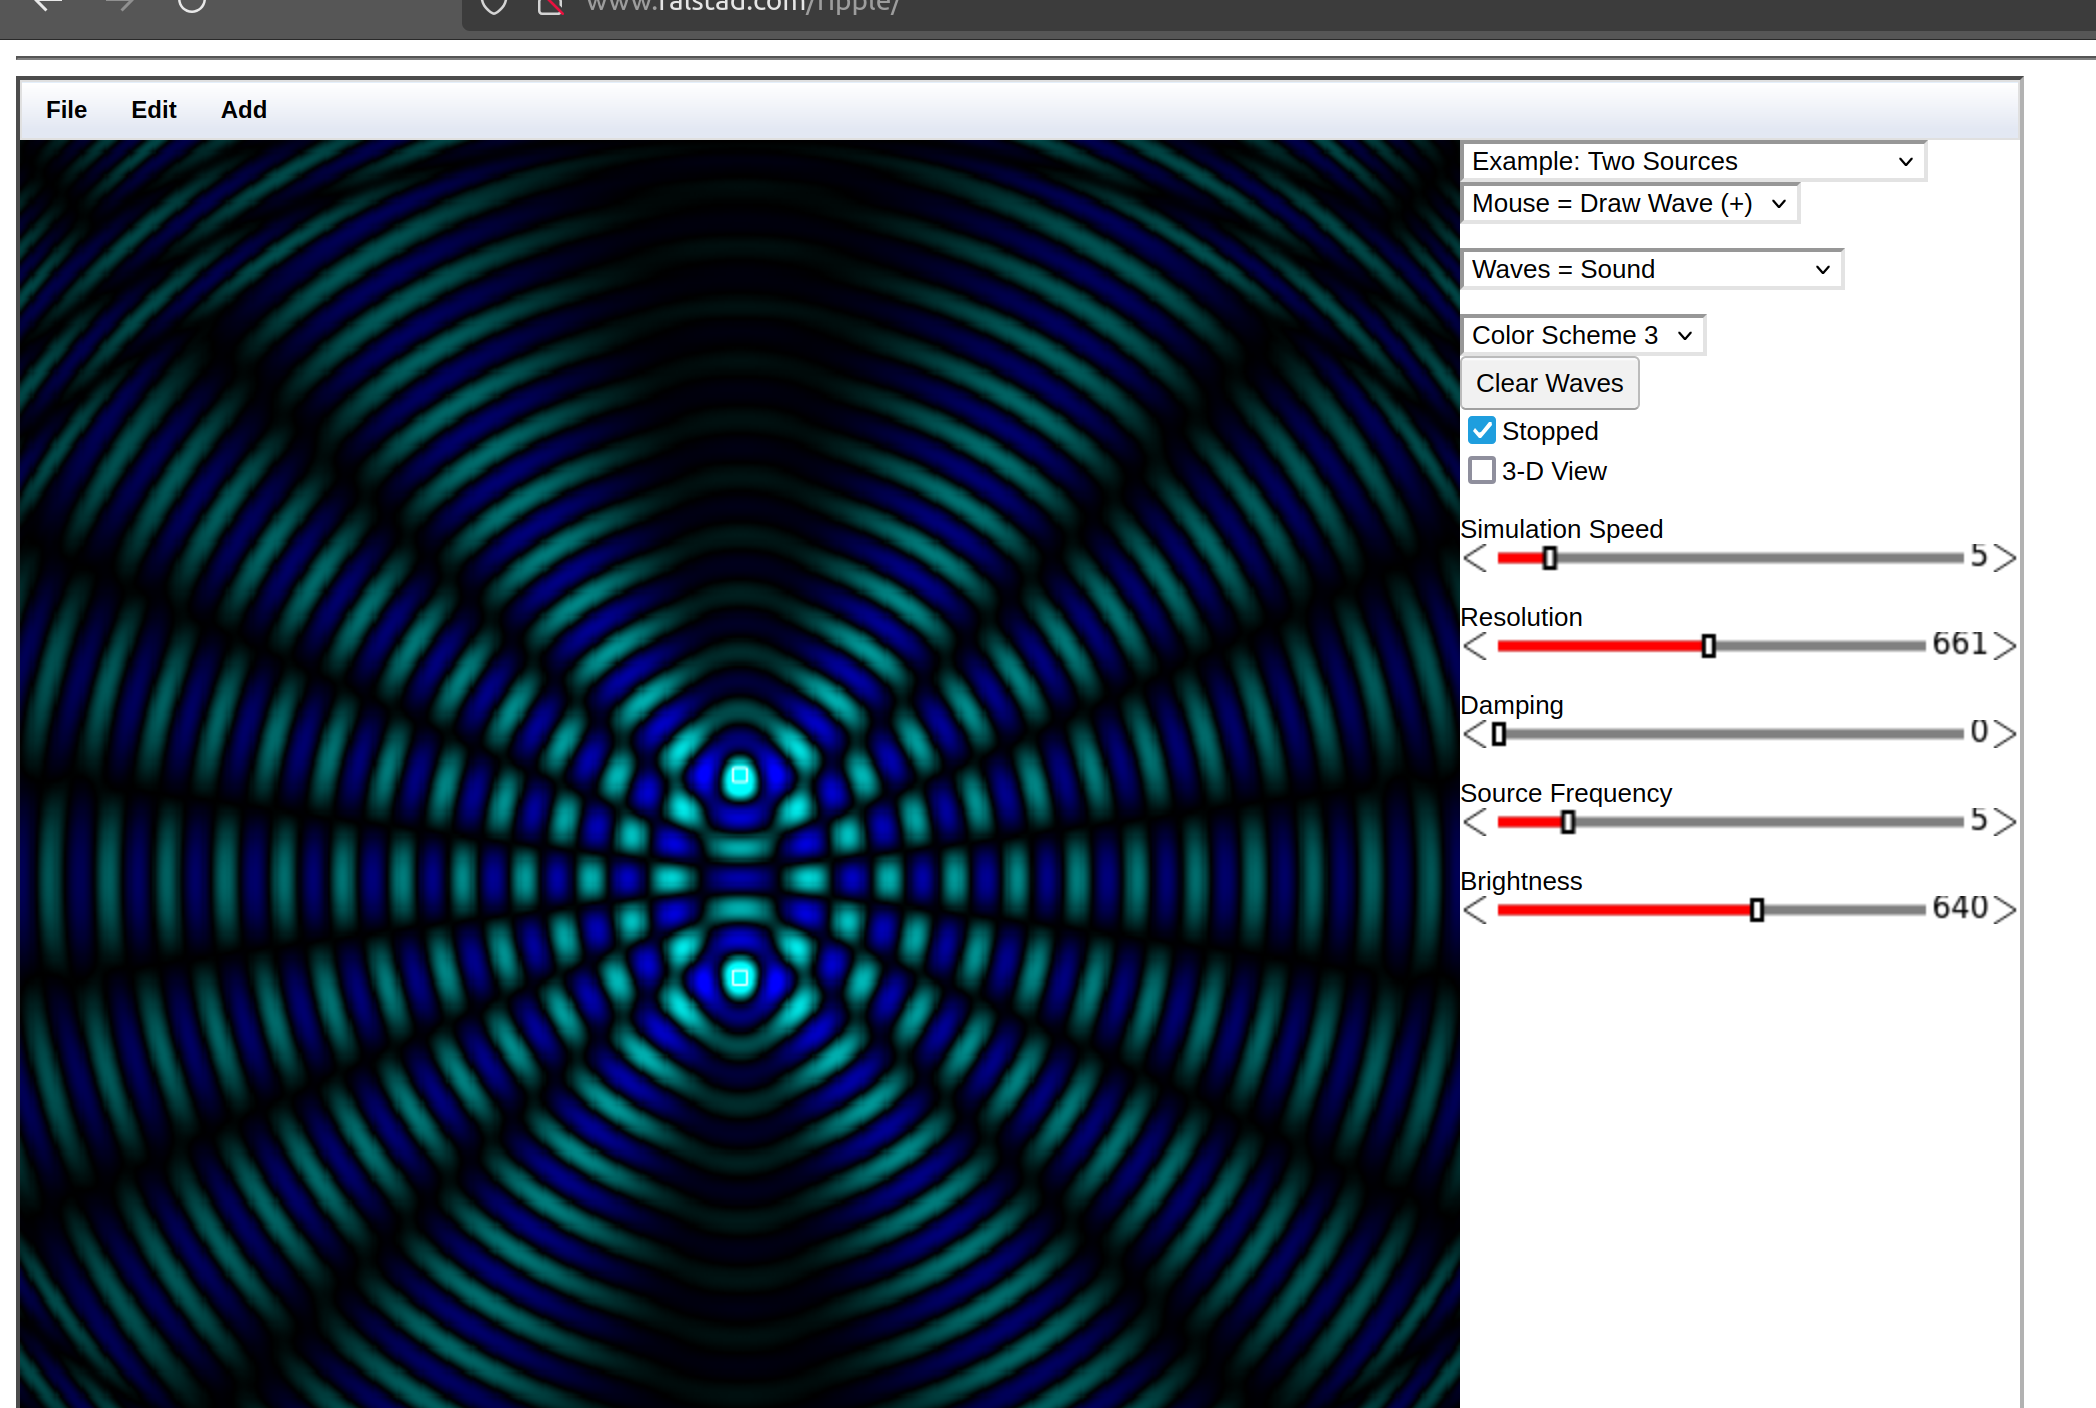 www.falstad.com/ripple/
File Edit Add
Example: Two Sources
Mouse = Draw Wave (+)
Waves = Sound
Color Scheme 3
Clear Waves
Stopped
3-D View
Simulation Speed
5
Resolution
661
Damping
0
Source Frequency
5
Brightness
640